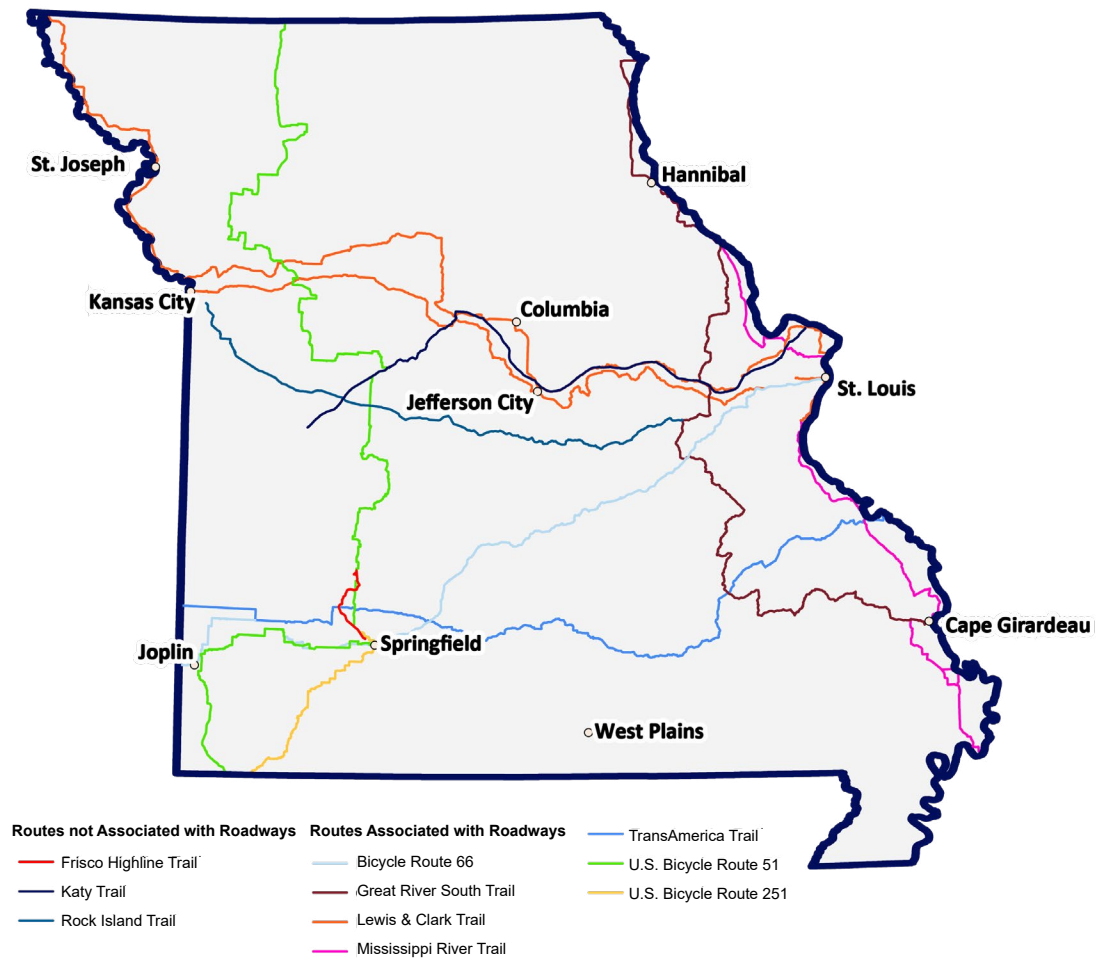 St. Joseph
Hannibal
Kansas City
Columbia
Jefferson City
St. Louis
Joplin
Springfield
Cape Girardeau
West Plains
Routes not Associated with Roadways
Frisco Highline Trail
Katy Trail
Rock Island Trail
Routes Associated with Roadways
Bicycle Route 66
Great River South Trail
Lewis & Clark Trail
Mississippi River Trail
TransAmerica Trail
U.S. Bicycle Route 51
U.S. Bicycle Route 251